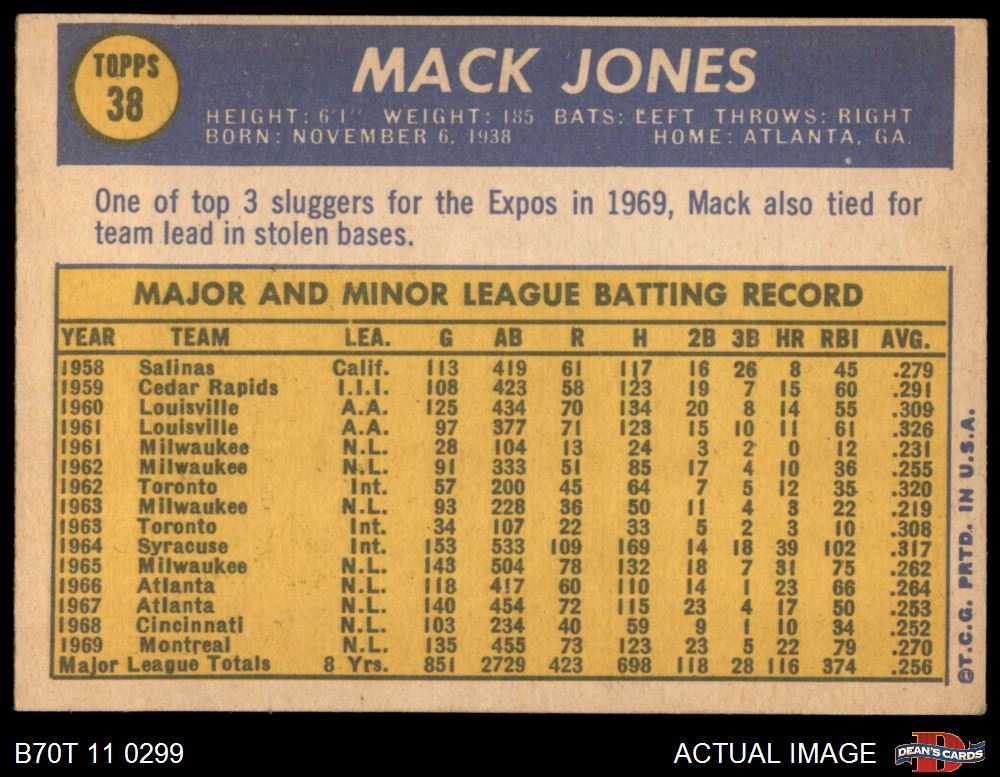 TOPPS
38
MACK JONES
HEIGHT: 6'1" WEIGHT: 185 BATS: LEFT THROWS: RIGHT
BORN: NOVEMBER 6, 1938 HOME: ATLANTA, GA.
One of top 3 sluggers for the Expos in 1969, Mack also tied for
team lead in stolen bases.
MAJOR AND MINOR LEAGUE BATTING RECORD
YEAR TEAM LEA. G AB R H 2B 3B HR RBI AVG.
1958 Salinas Calif. 113 419 61 117 16 26 8 45 .279
1959 Cedar Rapids I.I.I. 108 423 58 123 19 7 15 60 .291
1960 Louisville A.A. 125 434 70 134 20 8 14 55 .309
1961 Louisville A.A. 97 377 71 123 15 10 11 61 .326
1961 Milwaukee N.L. 28 104 13 24 3 2 0 12 .231
1962 Milwaukee N.L. 91 333 51 85 17 4 10 36 .255
1962 Toronto Int. 57 200 45 64 7 5 12 35 .320
1963 Milwaukee N.L. 93 228 36 50 11 4 3 22 .219
1963 Toronto Int. 34 107 22 33 5 2 3 10 .308
1964 Syracuse Int. 153 533 109 169 14 18 39 102 .317
1965 Milwaukee N.L. 143 504 78 132 18 7 31 75 .262
1966 Atlanta N.L. 118 417 60 110 14 1 23 66 .264
1967 Atlanta N.L. 140 454 72 115 23 4 17 50 .253
1968 Cincinnati N.L. 103 234 40 59 9 1 10 34 .252
1969 Montreal N.L. 135 455 73 123 23 5 22 79 .270
Major League Totals 8 Yrs. 851 2729 423 698 118 28 116 374 .256
©T.C.G. PRTD. IN U.S.A.
B70T 11 0299
ACTUAL IMAGE
DEAN'S CARDS